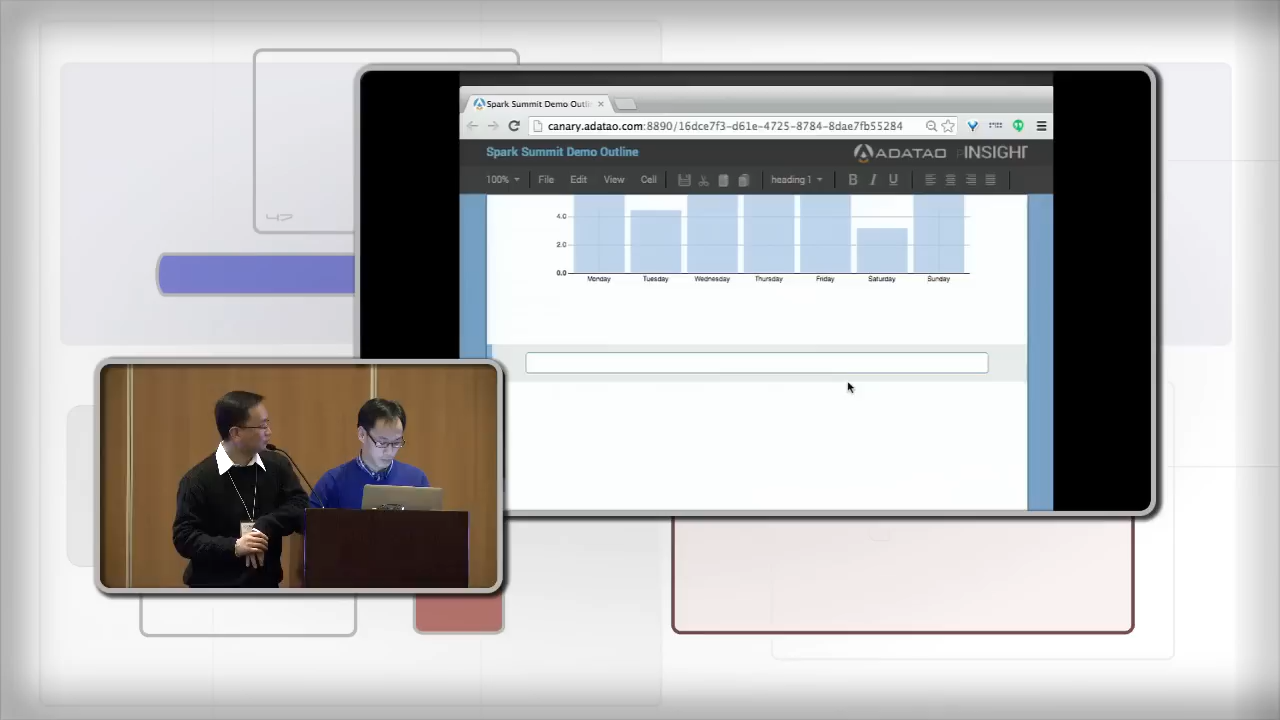 Spark Summit Demo Outli
canary.adatao.com:8890/16dce7f3-d61e-4725-8784-8dae7fb55284
Spark Summit Demo Outline
ADATAO pINSIGHT
100% File Edit View Cell heading 1 B I U
4.0
2.0
0.0
Monday Tuesday Wednesday Thursday Friday Saturday Sunday
47